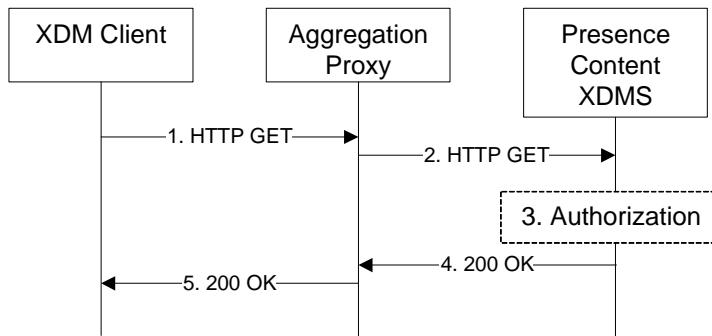 XDM Client
Aggregation
Proxy
Presence
Content
XDMS
1. HTTP GET
2. HTTP GET
3. Authorization
4. 200 OK
5. 200 OK